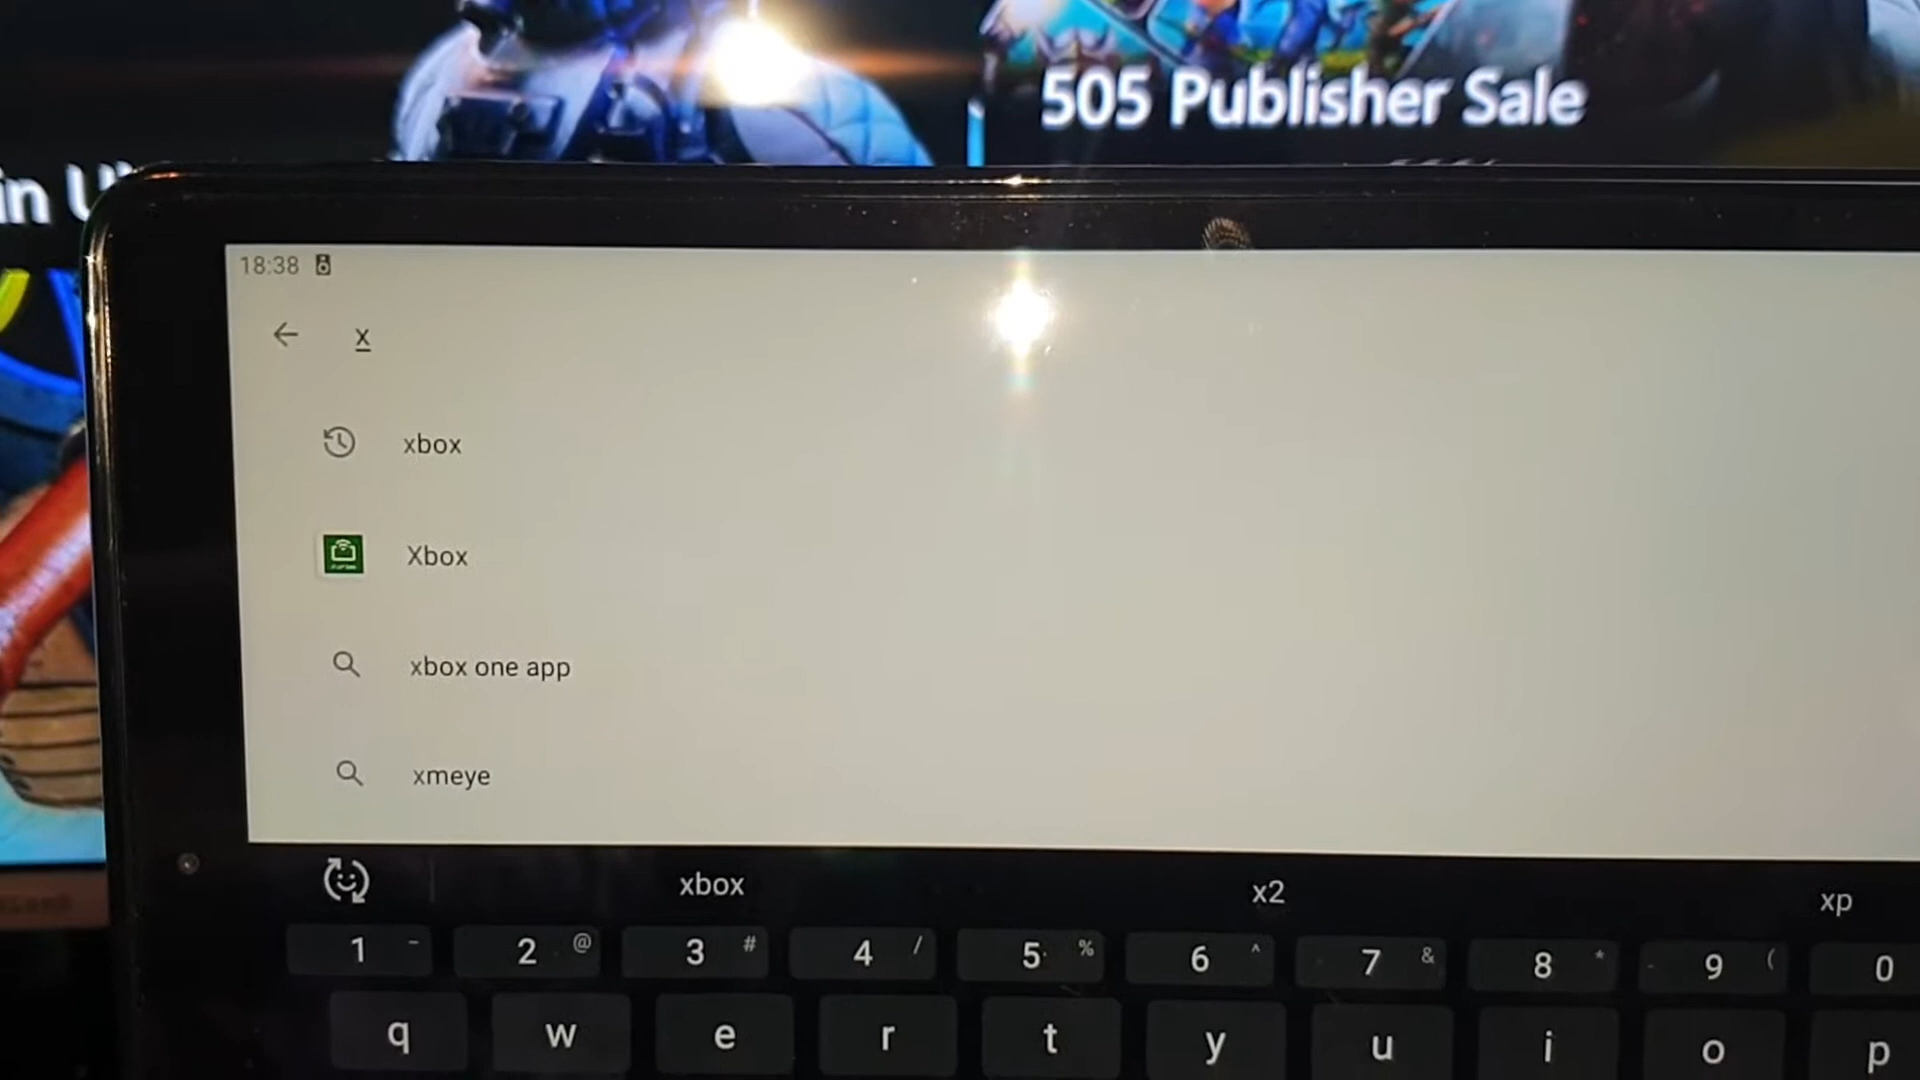 505 Publisher Sale
in U
18:38
x
xbox
Xbox
xbox one app
xmeye
xbox x2 xp
1 - 2 @ 3 # 4 / 5 % 6 ^ 7 & 8 * 9 ( 0
q w e r t y u i o p